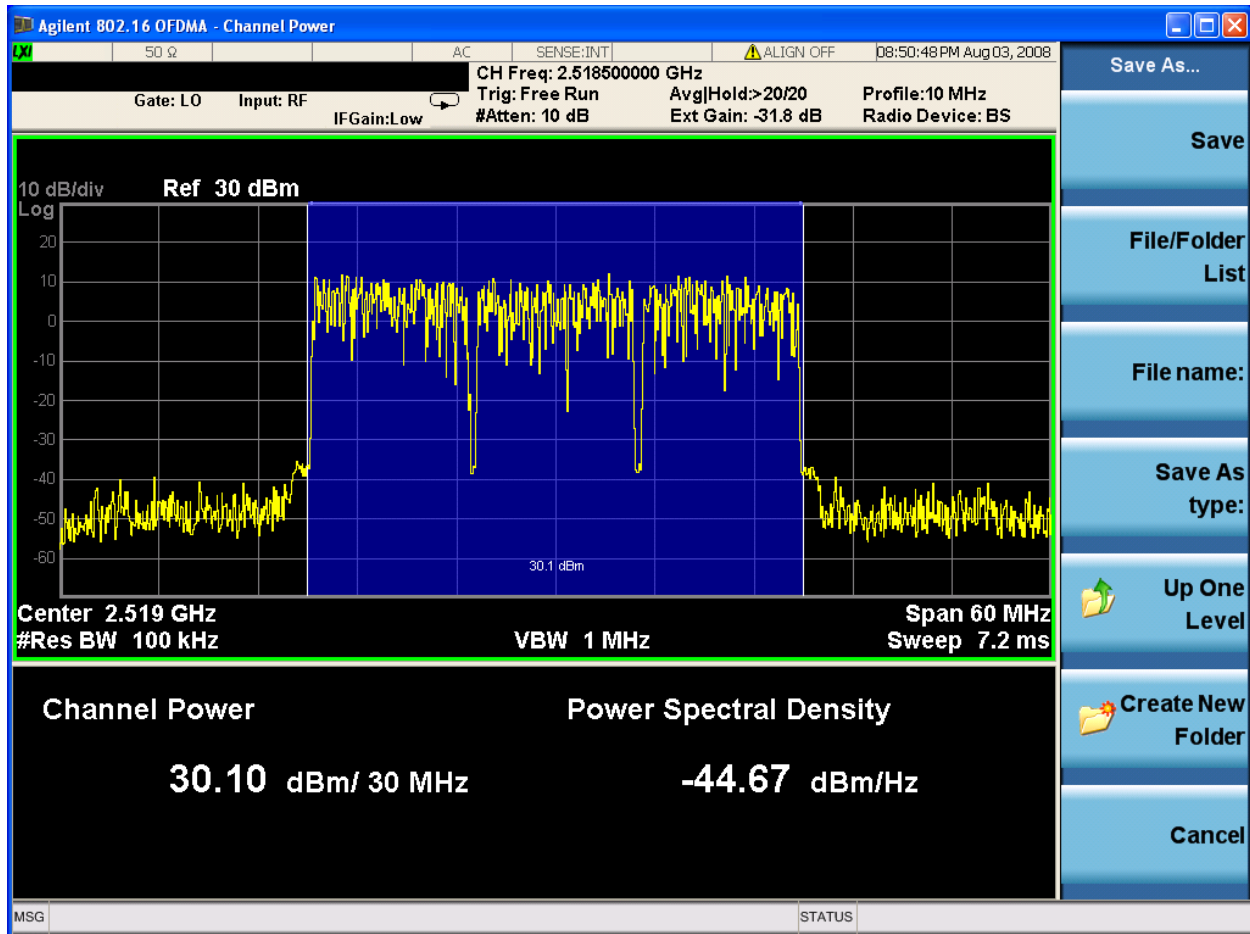 Agilent 802.16 OFDMA - Channel Power
LXI 50 Ω AC SENSE:INT ALIGN OFF 08:50:48 PM Aug 03, 2008
CH Freq: 2.518500000 GHz
Gate: LO Input: RF Trig: Free Run Avg|Hold:>20/20 Profile:10 MHz
IFGain:Low #Atten: 10 dB Ext Gain: -31.8 dB Radio Device: BS
10 dB/div Ref 30 dBm
Log
20
10
0
-10
-20
-30
-40
-50
-60
30.1 dBm
Center 2.519 GHz Span 60 MHz
#Res BW 100 kHz VBW 1 MHz Sweep 7.2 ms
Channel Power Power Spectral Density
30.10 dBm/ 30 MHz -44.67 dBm/Hz
MSG STATUS
Save As...
Save
File/Folder
List
File name:
Save As
type:
Up One
Level
Create New
Folder
Cancel